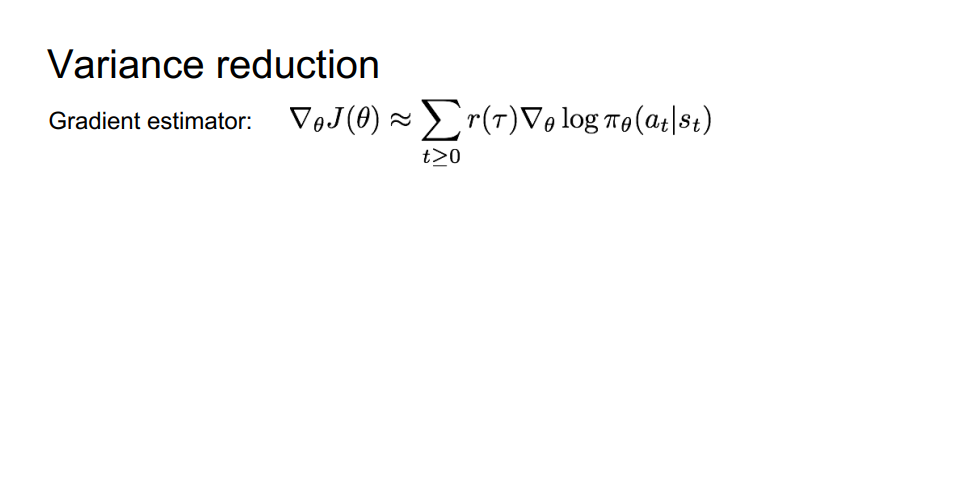 Variance reduction
Gradient estimator: ∇θJ(θ) ≈ ∑t≥0 r(τ)∇θ log πθ(at|st)